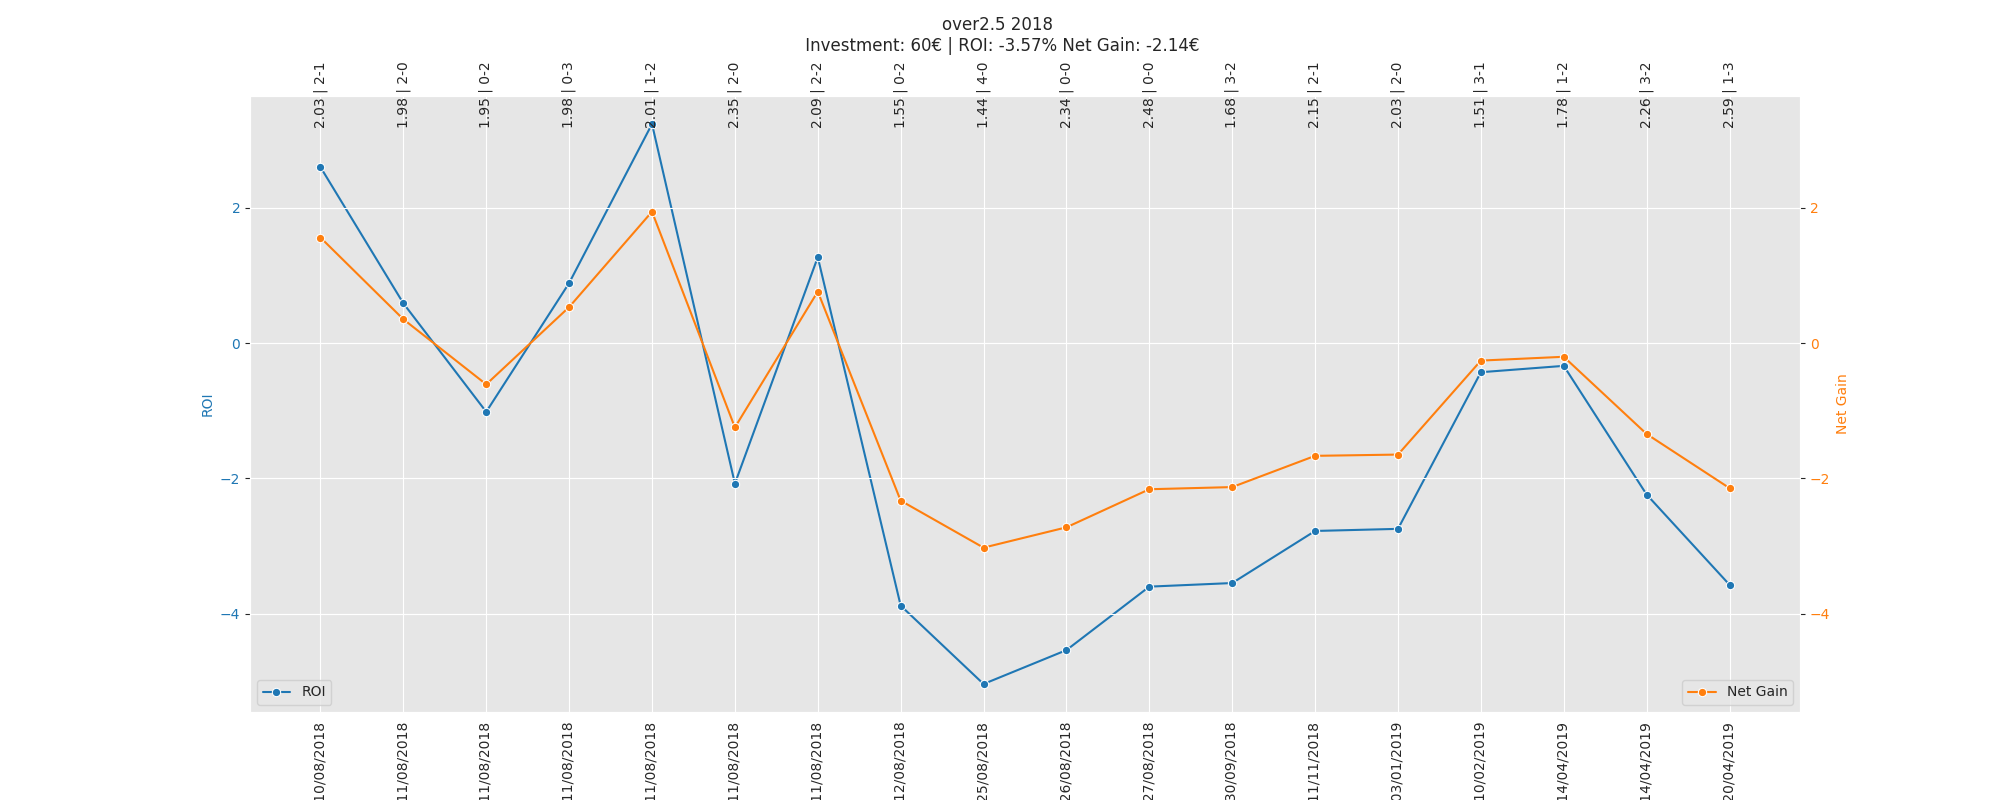 over2.5 2018
Investment: 60€ | ROI: -3.57% Net Gain: -2.14€
2.03 | 2-1
1.98 | 2-0
1.95 | 0-2
1.98 | 0-3
2.01 | 1-2
2.35 | 2-0
2.09 | 2-2
1.55 | 0-2
1.44 | 4-0
2.34 | 0-0
2.48 | 0-0
1.68 | 3-2
2.15 | 2-1
2.03 | 2-0
1.51 | 3-1
1.78 | 1-2
2.26 | 3-2
2.59 | 1-3
2
0
−2
−4
ROI
2
0
−2
−4
Net Gain
ROI
Net Gain
10/08/2018
11/08/2018
11/08/2018
11/08/2018
11/08/2018
11/08/2018
11/08/2018
12/08/2018
25/08/2018
26/08/2018
27/08/2018
30/09/2018
11/11/2018
03/01/2019
10/02/2019
14/04/2019
14/04/2019
20/04/2019